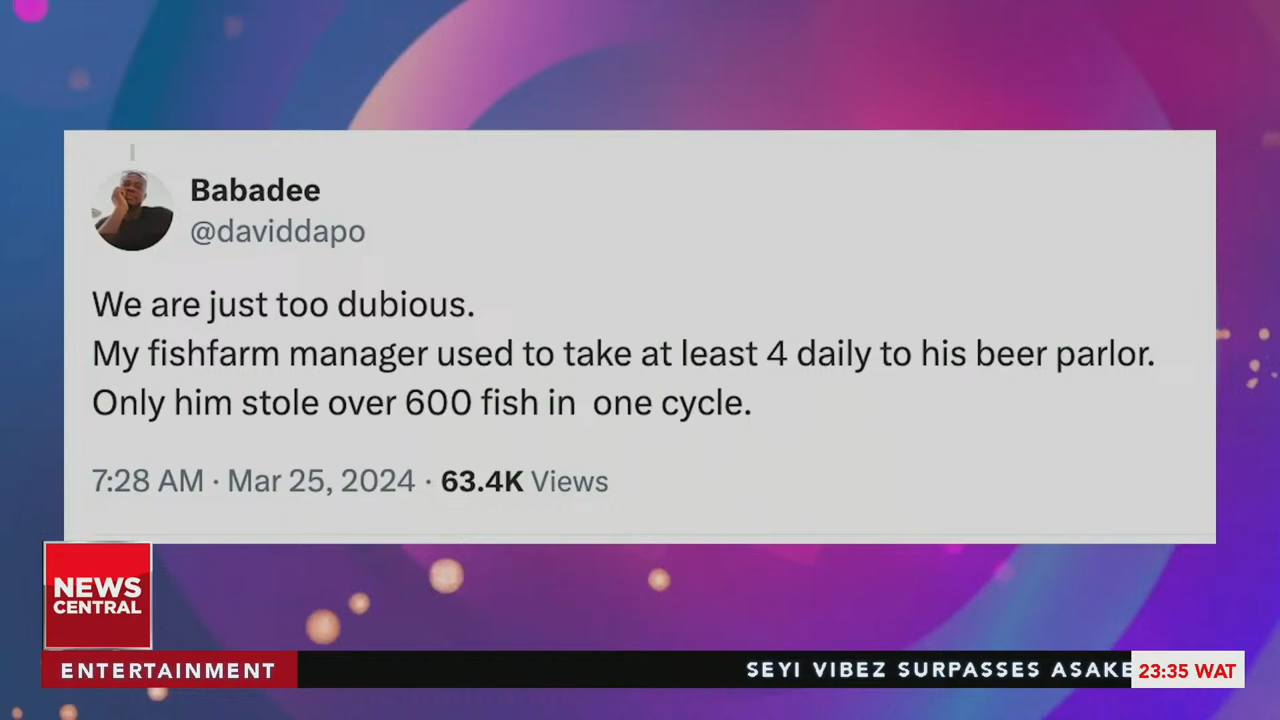 Babadee
@daviddapo
We are just too dubious.
My fishfarm manager used to take at least 4 daily to his beer parlor.
Only him stole over 600 fish in  one cycle.
7:28 AM · Mar 25, 2024 · 63.4K Views
NEWS
CENTRAL
ENTERTAINMENT
SEYI VIBEZ SURPASSES ASAKE
23:35 WAT